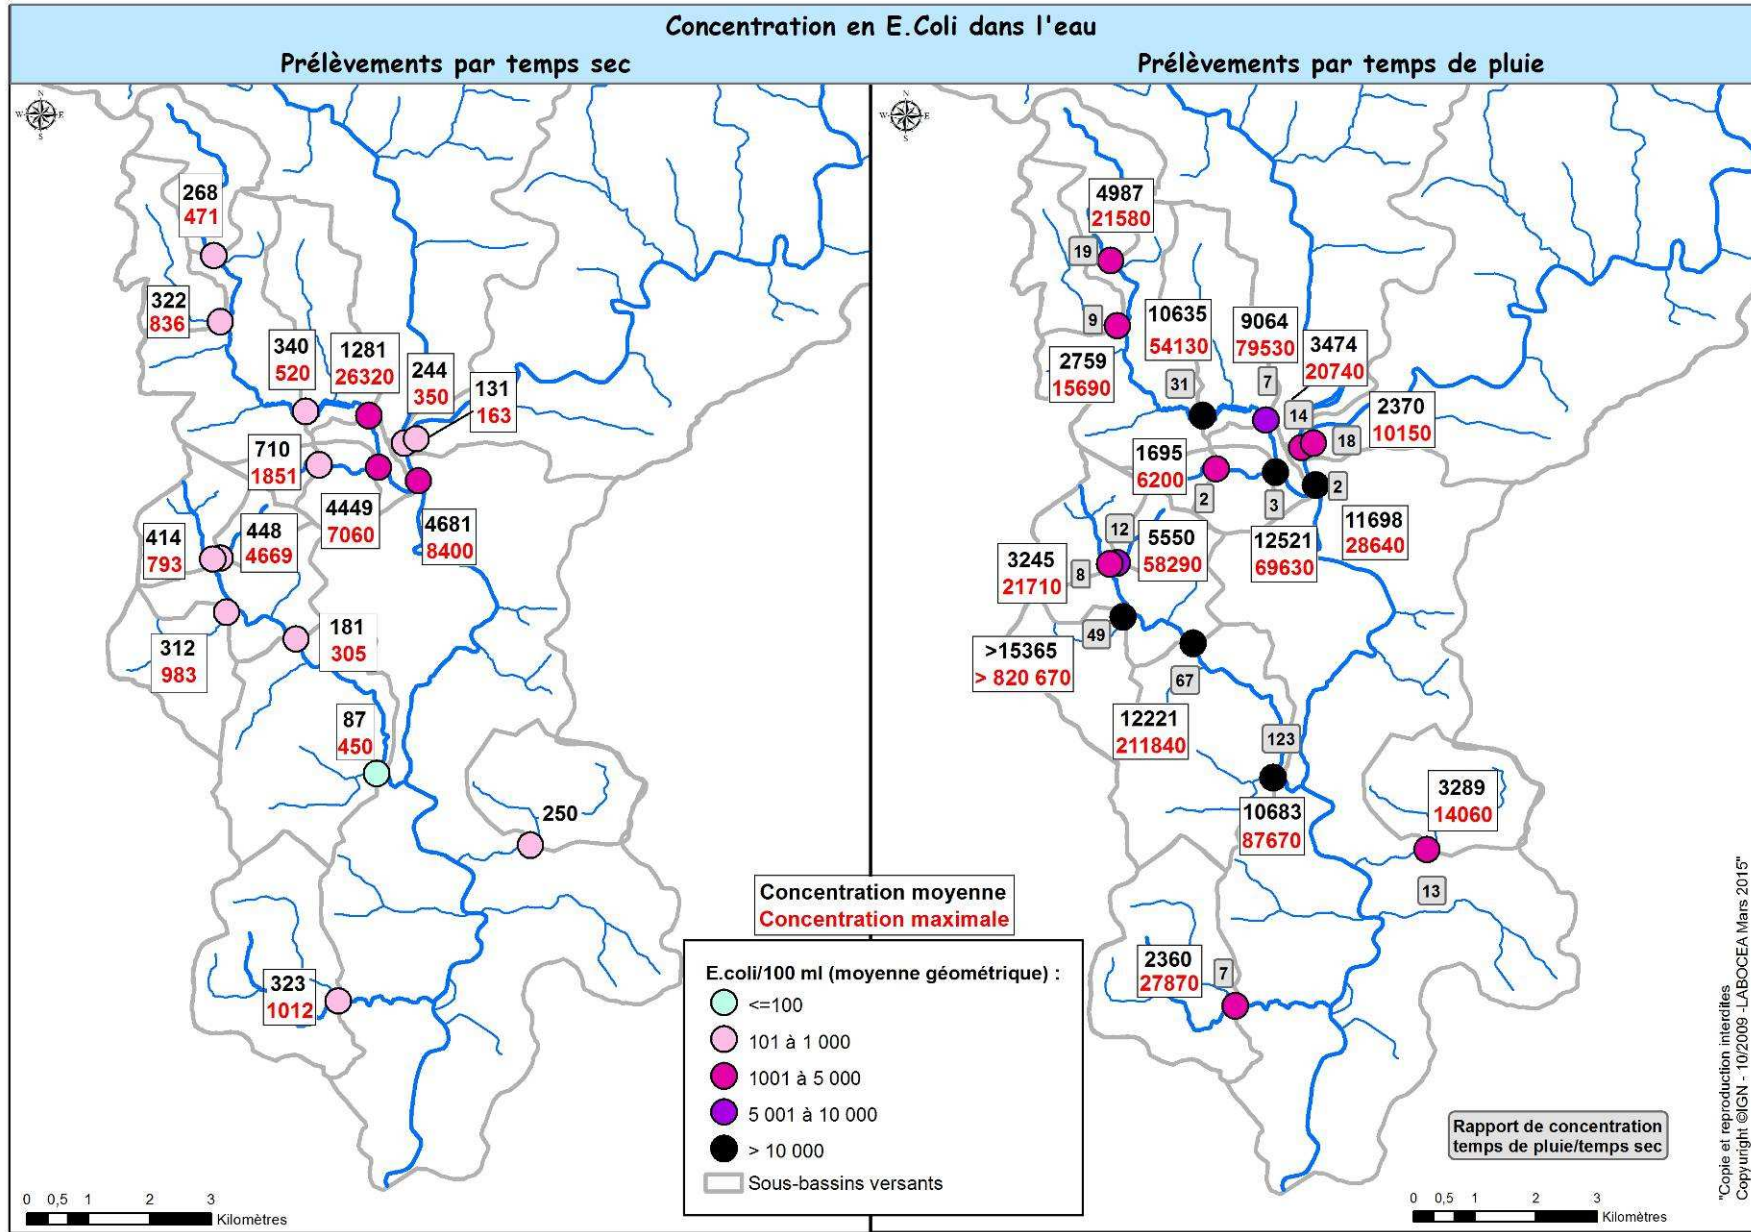 Concentration en E.Coli dans l'eau
Prélèvements par temps sec
Prélèvements par temps de pluie
N
W
E
S
268
471
322
836
340
520
1281
26320
244
350
131
163
710
1851
4449
7060
4681
8400
414
793
448
4669
312
983
181
305
87
450
250
323
1012
0 0,5 1 2 3
Kilomètres
N
W
E
S
4987
21580
19
9
2759
15690
10635
54130
31
9064
79530
7
3474
20740
14
2370
10150
18
1695
6200
2
3
2
12521
69630
11698
28640
12
5550
58290
3245
21710
8
49
>15365
> 820 670
67
12221
211840
123
10683
87670
3289
14060
13
2360
27870
7
Concentration moyenne
Concentration maximale
E.coli/100 ml (moyenne géométrique) :
<=100
101 à 1 000
1001 à 5 000
5 001 à 10 000
> 10 000
Sous-bassins versants
Rapport de concentration
temps de pluie/temps sec
0 0,5 1 2 3
Kilomètres
"Copie et reproduction interdites
Copyright ©IGN - 10/2009 -LABOCEA Mars 2015"